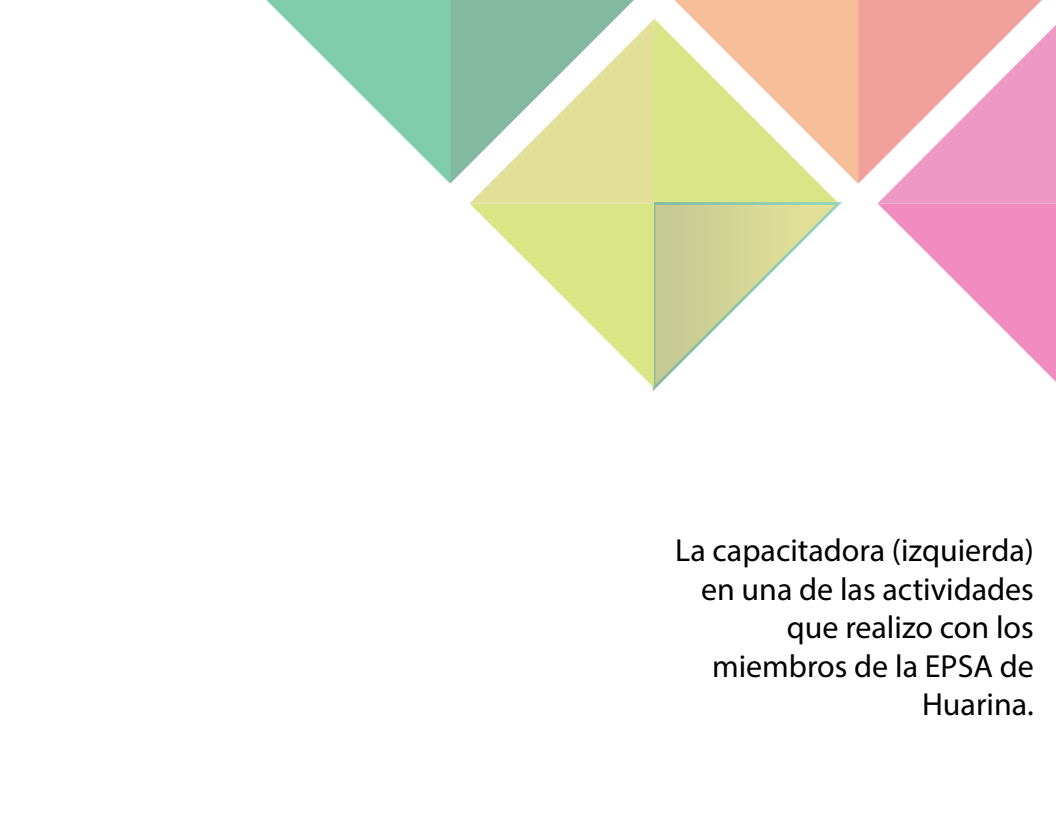 La capacitadora (izquierda)
en una de las actividades
que realizo con los
miembros de la EPSA de
Huarina.